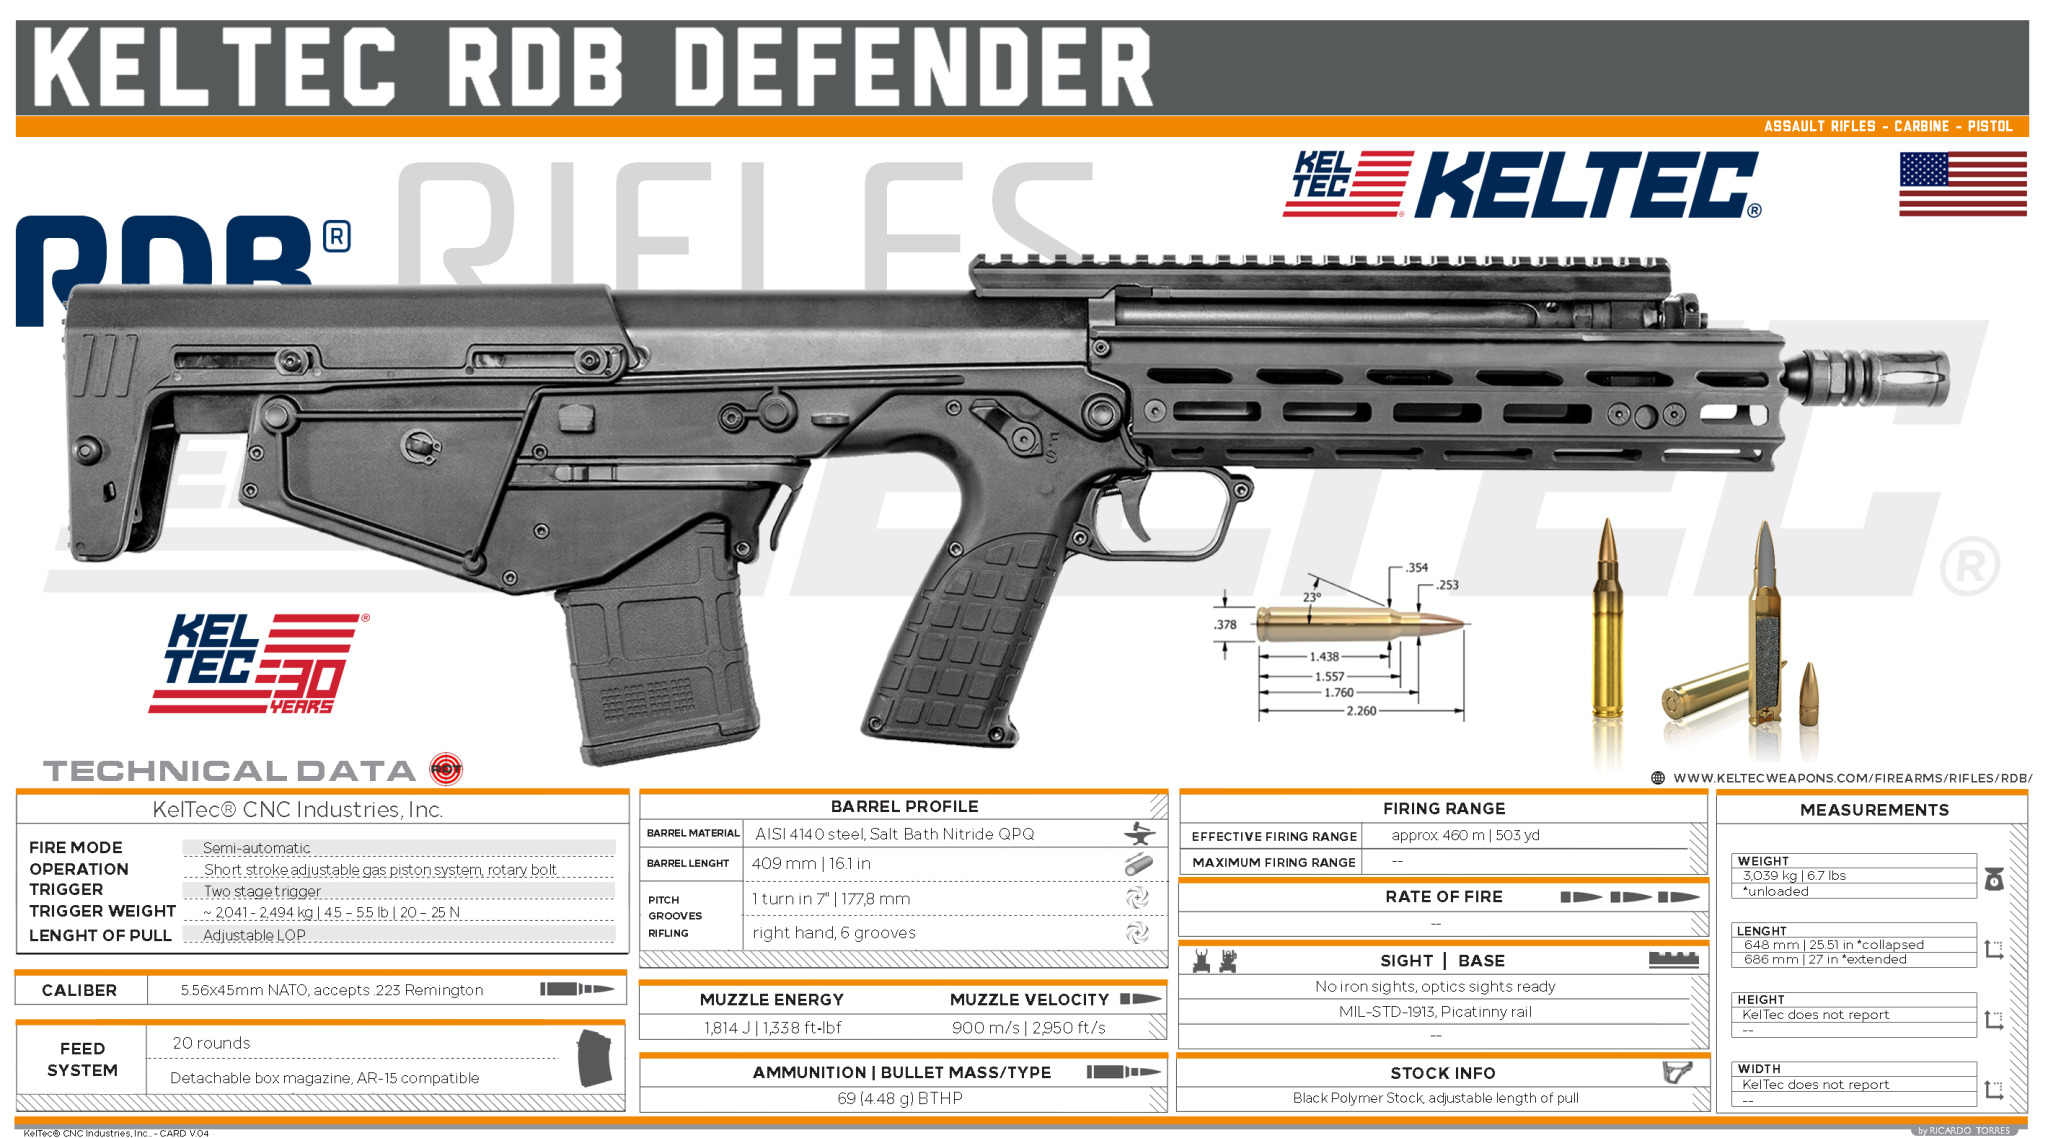 KELTEC RDB DEFENDER
ASSAULT RIFLES - CARBINE - PISTOL
RIFLES
KEL TEC ® KELTEC®
RDB®
F
S
KELTEC®
.354
.253
23°
.378
1.438
1.557
1.760
2.260
KEL ®
TEC 30
YEARS
TECHNICAL DATA
WWW.KELTECWEAPONS.COM/FIREARMS/RIFLES/RDB/
KelTec® CNC Industries, Inc.
FIRE MODE Semi-automatic
OPERATION Short stroke adjustable gas piston system, rotary bolt
TRIGGER Two stage trigger
TRIGGER WEIGHT ~ 2,041 - 2,494 kg | 4.5 – 5.5 lb | 20 – 25 N
LENGHT OF PULL Adjustable LOP
CALIBER 5.56x45mm NATO, accepts .223 Remington
FEED SYSTEM
20 rounds
Detachable box magazine, AR-15 compatible
BARREL PROFILE
BARREL MATERIAL AISI 4140 steel, Salt Bath Nitride QPQ
BARREL LENGHT 409 mm | 16.1 in
PITCH 1 turn in 7" | 177,8 mm
GROOVES
RIFLING right hand, 6 grooves
MUZZLE ENERGY MUZZLE VELOCITY
1,814 J | 1,338 ft-lbf 900 m/s | 2,950 ft/s
AMMUNITION | BULLET MASS/TYPE
69 (4.48 g) BTHP
FIRING RANGE
EFFECTIVE FIRING RANGE approx. 460 m | 503 yd
MAXIMUM FIRING RANGE --
RATE OF FIRE
--
SIGHT | BASE
No iron sights, optics sights ready
MIL-STD-1913, Picatinny rail
--
STOCK INFO
Black Polymer Stock, adjustable length of pull
MEASUREMENTS
WEIGHT
3,039 kg | 6.7 lbs
*unloaded
LENGHT
648 mm | 25.51 in *collapsed
686 mm | 27 in *extended
HEIGHT
KelTec does not report
--
WIDTH
KelTec does not report
--
KelTec® CNC Industries, Inc.. - CARD V.04
by RICARDO TORRES